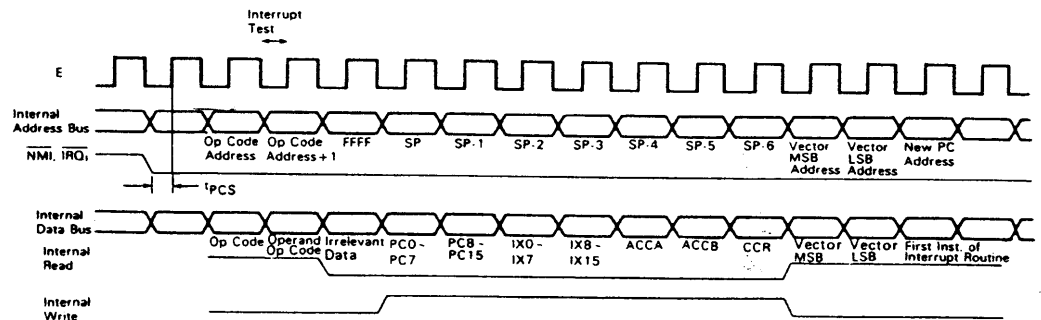 Interrupt
Test
E
Internal
Address Bus
Op Code
Address
Op Code
Address + 1
FFFF
SP
SP-1
SP-2
SP-3
SP-4
SP-5
SP-6
Vector
MSB
Address
Vector
LSB
Address
New PC
Address
NMI, IRQ1
tPCS
Internal
Data Bus
Op Code
Operand
Op Code
Irrelevant
Data
PC0 ~
PC7
PC8 ~
PC15
IX0 ~
IX7
IX8 ~
IX15
ACCA
ACCB
CCR
Vector
MSB
Vector
LSB
First Inst. of
Interrupt Routine
Internal
Read
Internal
Write